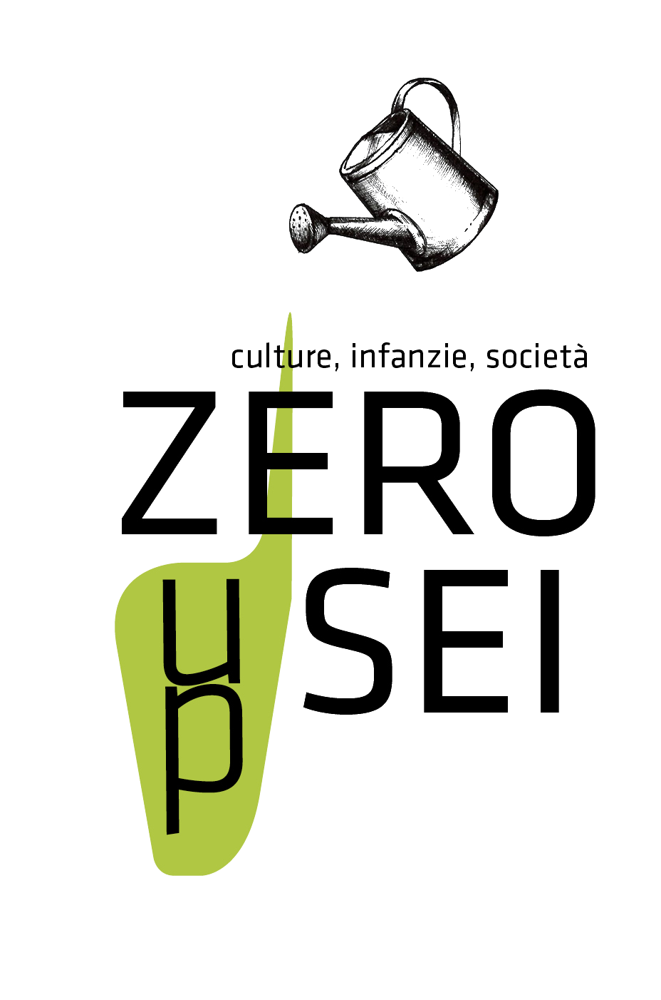 culture, infanzie, società
ZERO
SEI
up